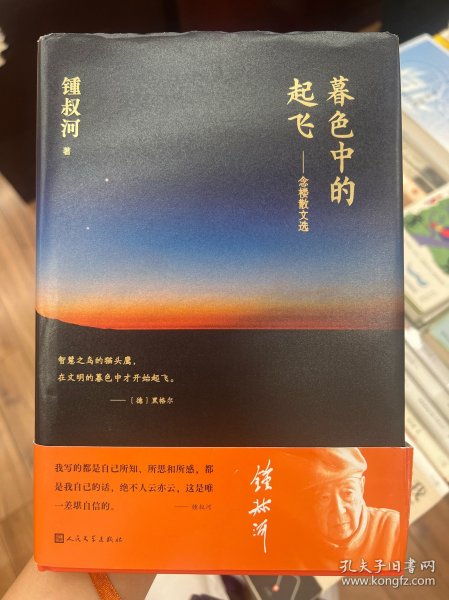 暮色中的
起飞
——念楼散文选
锺叔河 著
智慧之鸟的猫头鹰，
在文明的暮色中才开始起飞。
——［德］黑格尔
我写的都是自己所知、所思和所感，都
是我自己的话，绝不人云亦云，这是唯
一差堪自信的。
——锺叔河
锺叔河
人民文学出版社
孔夫子旧书网
www.kongfz.com